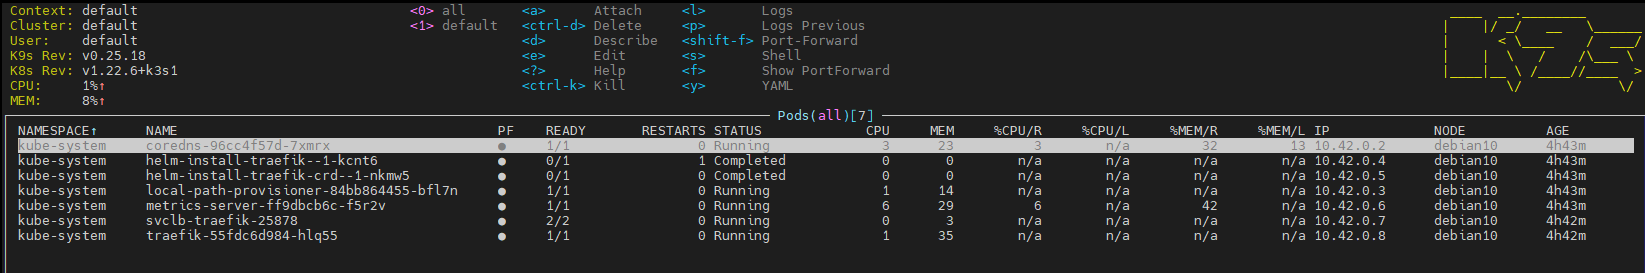 Context: default <0> all <a> Attach <l> Logs
Cluster: default <1> default <ctrl-d> Delete <p> Logs Previous
User: default <d> Describe <shift-f> Port-Forward
K9s Rev: v0.25.18 <e> Edit <s> Shell
K8s Rev: v1.22.6+k3s1 <?> Help <f> Show PortForward
CPU: 1%↑ <ctrl-k> Kill <y> YAML
MEM: 8%↑
Pods(all)[7]
NAMESPACE↑ NAME PF READY RESTARTS STATUS CPU MEM %CPU/R %CPU/L %MEM/R %MEM/L IP NODE AGE
kube-system coredns-96cc4f57d-7xmrx ● 1/1 0 Running 3 23 3 n/a 32 13 10.42.0.2 debian10 4h43m
kube-system helm-install-traefik--1-kcnt6 ● 0/1 1 Completed 0 0 n/a n/a n/a n/a 10.42.0.4 debian10 4h43m
kube-system helm-install-traefik-crd--1-nkmw5 ● 0/1 0 Completed 0 0 n/a n/a n/a n/a 10.42.0.5 debian10 4h43m
kube-system local-path-provisioner-84bb864455-bfl7n ● 1/1 0 Running 1 14 n/a n/a n/a n/a 10.42.0.3 debian10 4h43m
kube-system metrics-server-ff9dbcb6c-f5r2v ● 1/1 0 Running 6 29 6 n/a 42 n/a 10.42.0.6 debian10 4h43m
kube-system svclb-traefik-25878 ● 2/2 0 Running 0 3 n/a n/a n/a n/a 10.42.0.7 debian10 4h42m
kube-system traefik-55fdc6d984-hlq55 ● 1/1 0 Running 1 35 n/a n/a n/a n/a 10.42.0.8 debian10 4h42m